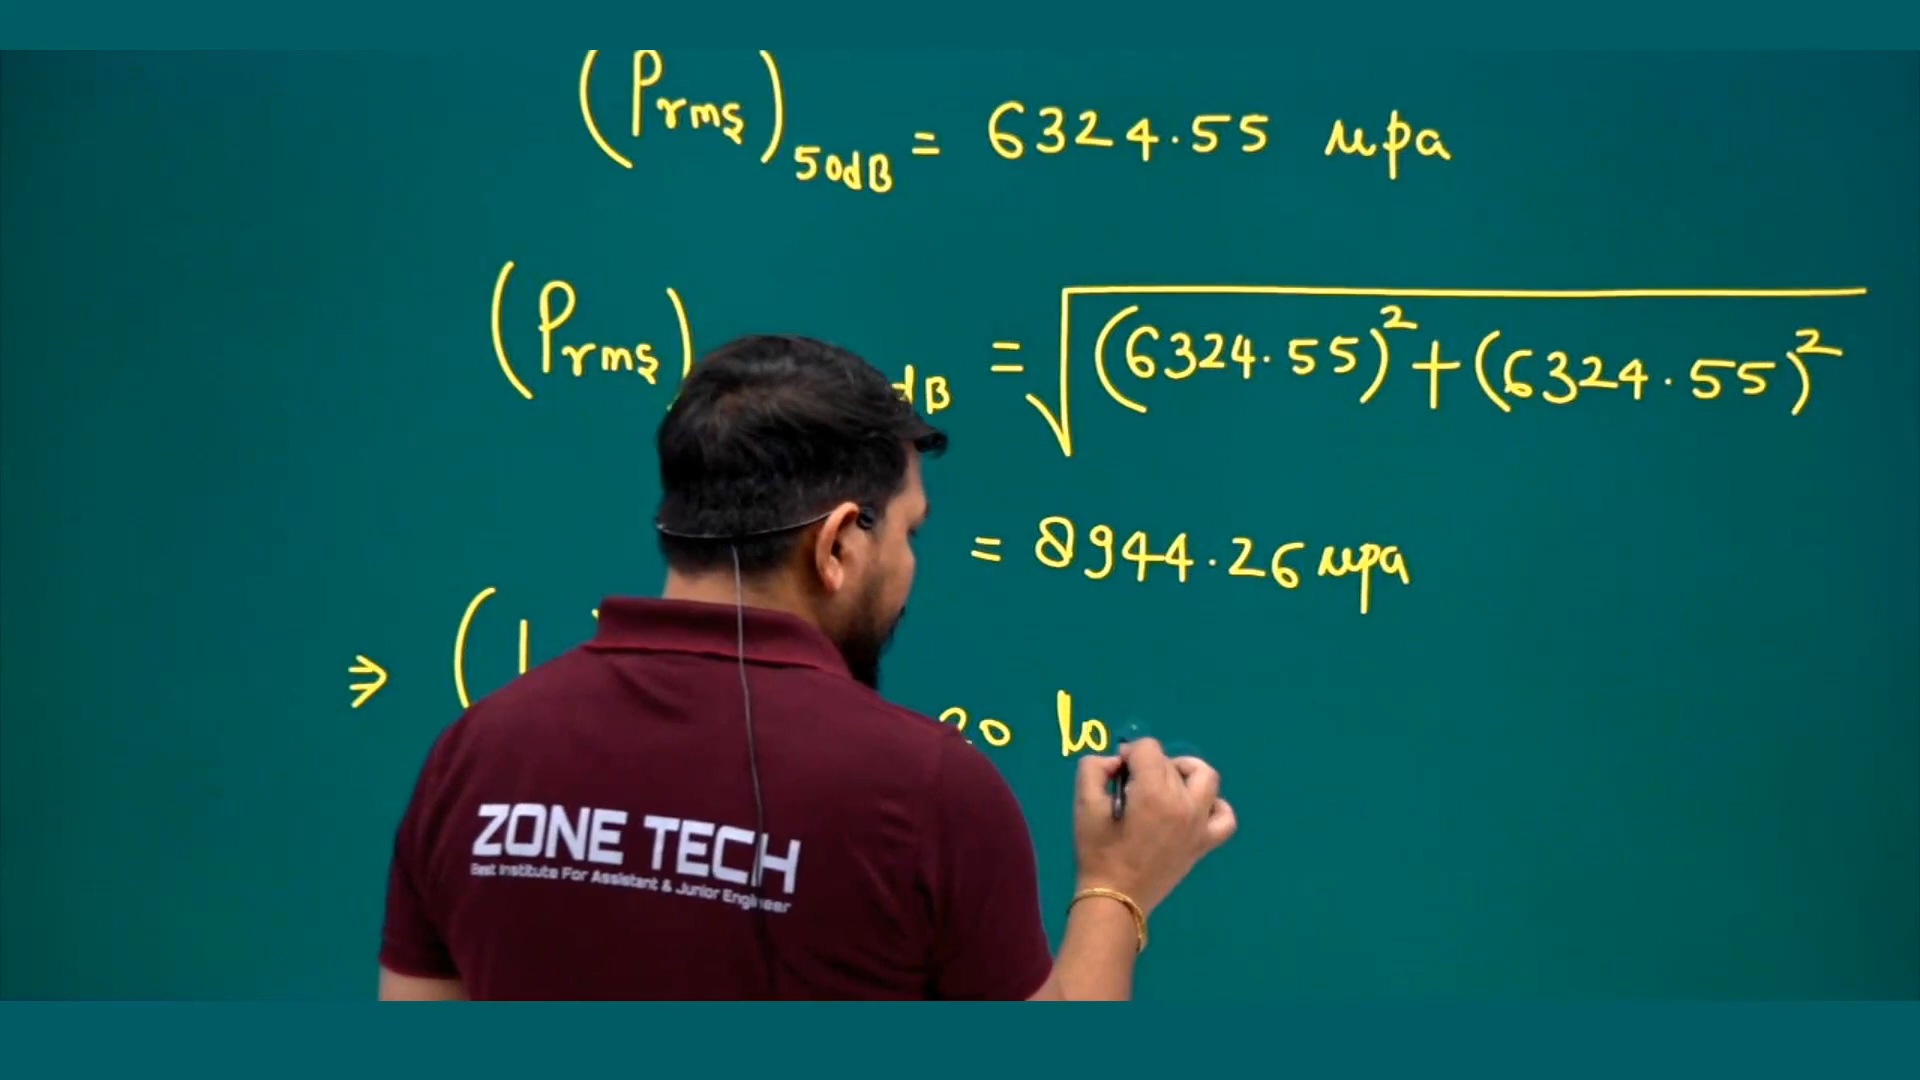 (Prms)50dB = 6324.55 μpa
(Prms) dB = √(6324.55)²+(6324.55)²
= 8944.26 μpa
⇒ (L 20 lo
ZONE TECH
Best Institute For Assistant & Junior Engineer